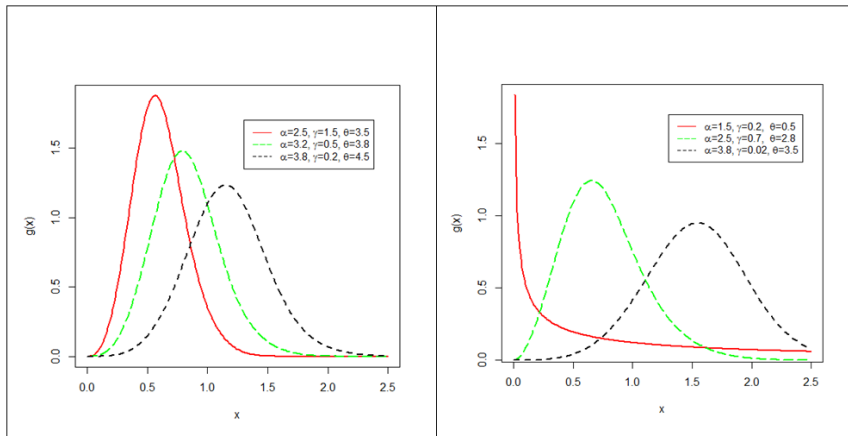 α=2.5, γ=1.5, θ=3.5
α=3.2, γ=0.5, θ=3.8
α=3.8, γ=0.2, θ=4.5
g(x)
1.5
1.0
0.5
0.0
0.0 0.5 1.0 1.5 2.0 2.5
x
α=1.5, γ=0.2, θ=0.5
α=2.5, γ=0.7, θ=2.8
α=3.8, γ=0.02, θ=3.5
g(x)
1.5
1.0
0.5
0.0
0.0 0.5 1.0 1.5 2.0 2.5
x